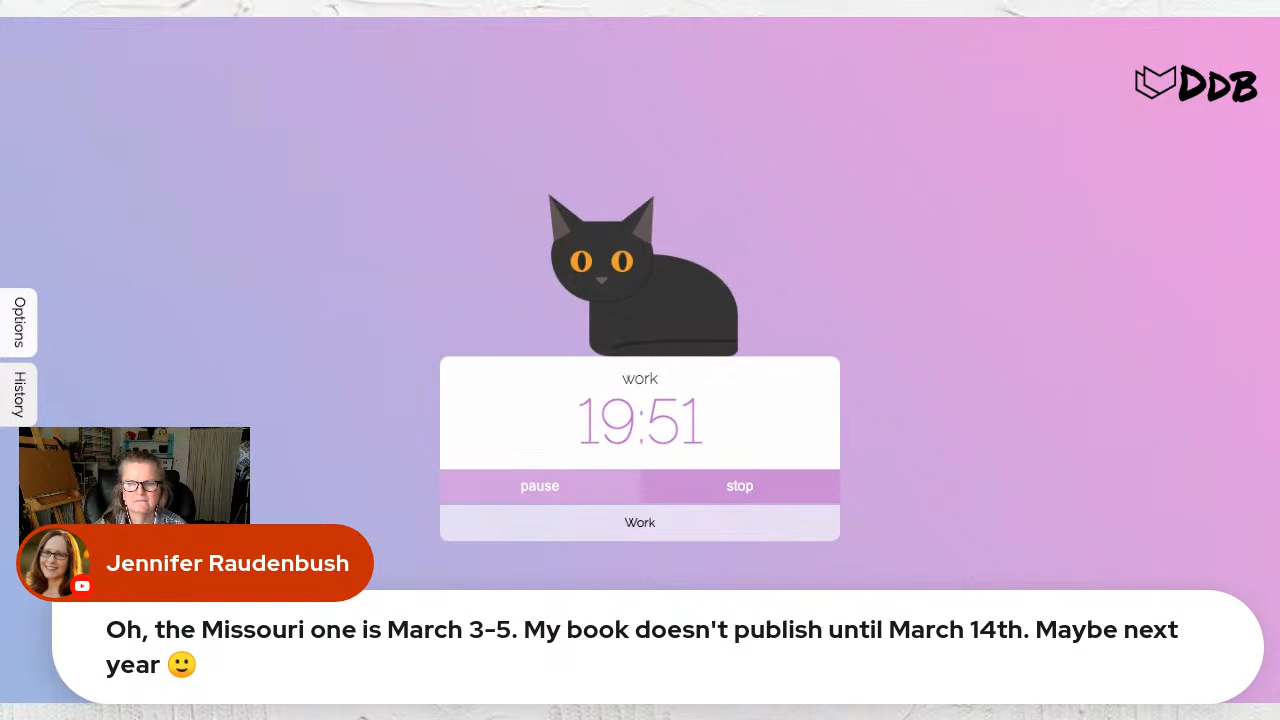 DDB
Options
History
work
19:51
pause
stop
Work
Jennifer Raudenbush
Oh, the Missouri one is March 3-5. My book doesn't publish until March 14th. Maybe next
year 🙂